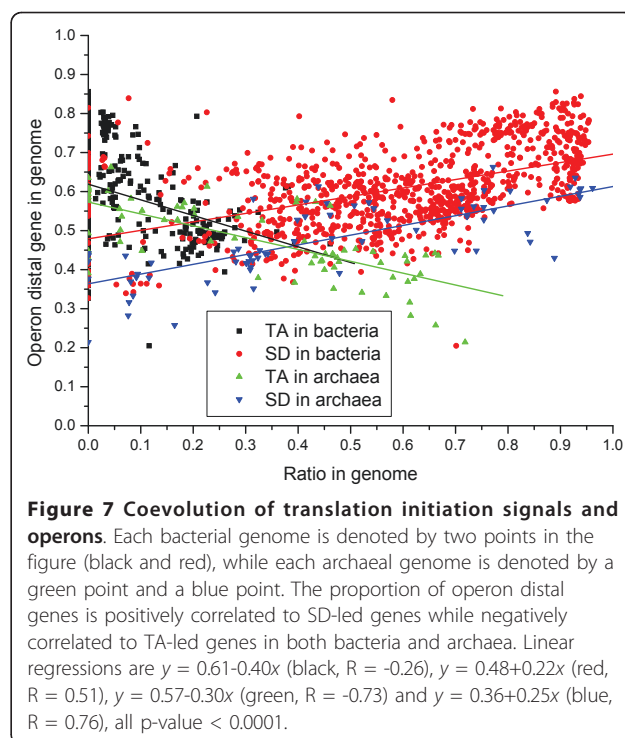 1.0
0.9
0.8
0.7
0.6
0.5
0.4
0.3
0.2
0.1
0.0
Operon distal gene in genome
TA in bacteria
SD in bacteria
TA in archaea
SD in archaea
0.0 0.1 0.2 0.3 0.4 0.5 0.6 0.7 0.8 0.9 1.0
Ratio in genome
Figure 7 Coevolution of translation initiation signals and
operons. Each bacterial genome is denoted by two points in the
figure (black and red), while each archaeal genome is denoted by a
green point and a blue point. The proportion of operon distal
genes is positively correlated to SD-led genes while negatively
correlated to TA-led genes in both bacteria and archaea. Linear
regressions are y = 0.61-0.40x (black, R = -0.26), y = 0.48+0.22x (red,
R = 0.51), y = 0.57-0.30x (green, R = -0.73) and y = 0.36+0.25x (blue,
R = 0.76), all p-value < 0.0001.